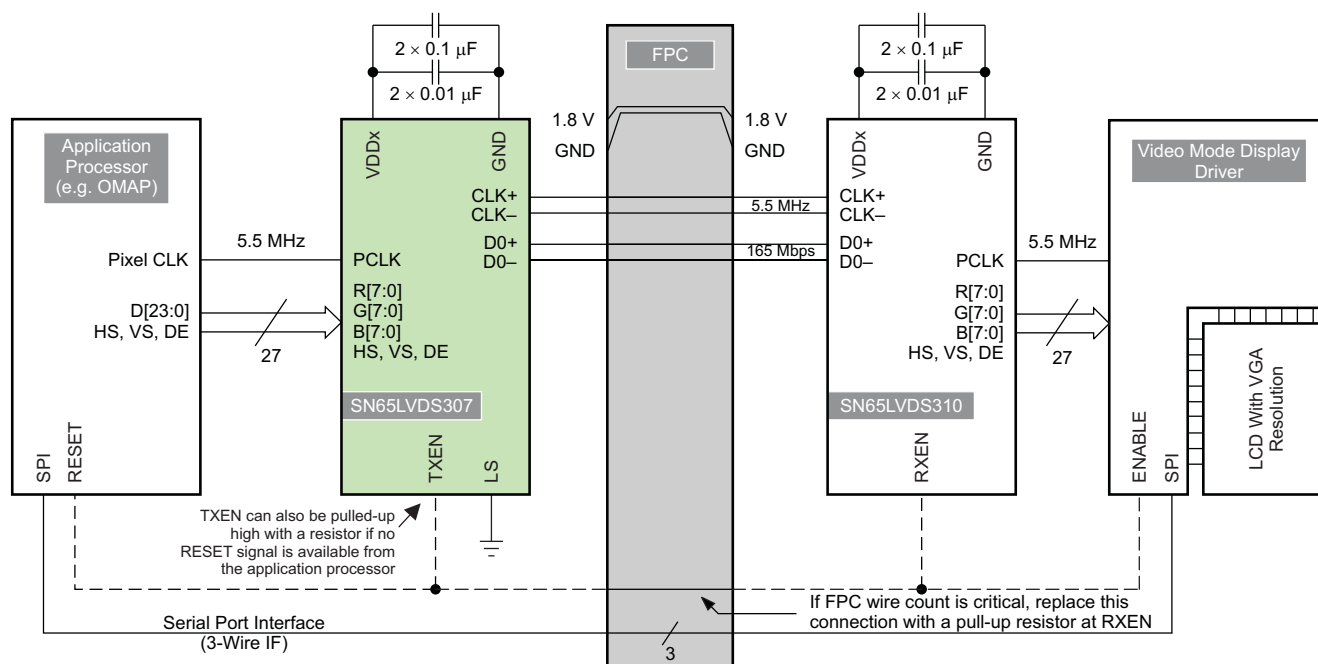 2 × 0.1 μF
2 × 0.01 μF
FPC
2 × 0.1 μF
2 × 0.01 μF
1.8 V
GND
1.8 V
GND
Application
Processor
(e.g. OMAP)
Pixel CLK
D[23:0]
HS, VS, DE
SPI
RESET
5.5 MHz
27
VDDx
GND
CLK+
CLK–
D0+
D0–
PCLK
R[7:0]
G[7:0]
B[7:0]
HS, VS, DE
SN65LVDS307
TXEN
LS
5.5 MHz
165 Mbps
VDDx
GND
CLK+
CLK–
D0+
D0–
PCLK
R[7:0]
G[7:0]
B[7:0]
HS, VS, DE
SN65LVDS310
RXEN
5.5 MHz
27
Video Mode Display
Driver
ENABLE
SPI
LCD With VGA
Resolution
TXEN can also be pulled-up
high with a resistor if no
RESET signal is available from
the application processor
If FPC wire count is critical, replace this
connection with a pull-up resistor at RXEN
Serial Port Interface
(3-Wire IF)
3